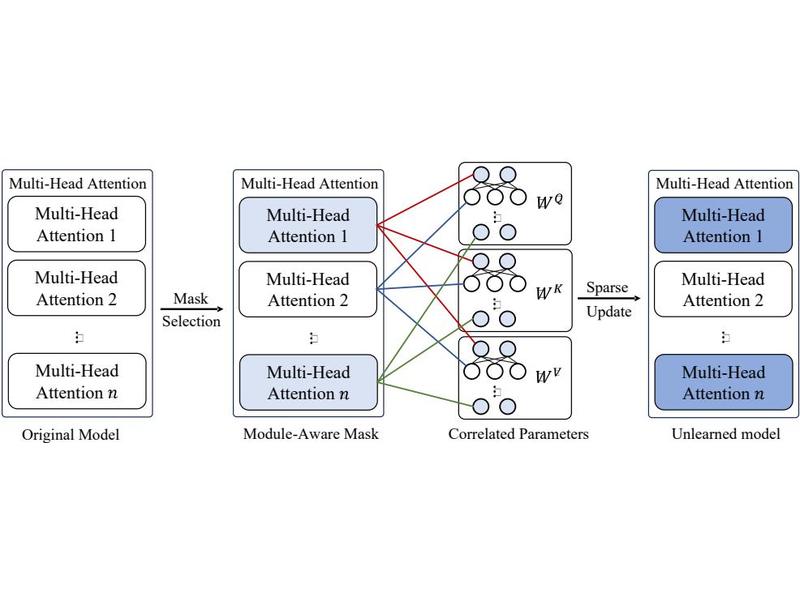 Multi-Head Attention
Multi-Head
Attention 1
Multi-Head
Attention 2
Multi-Head
Attention n
Original Model
Mask
Selection
Multi-Head Attention
Multi-Head
Attention 1
Multi-Head
Attention 2
Multi-Head
Attention n
Module-Aware Mask
W^Q
W^K
W^V
Correlated Parameters
Sparse
Update
Multi-Head Attention
Multi-Head
Attention 1
Multi-Head
Attention 2
Multi-Head
Attention n
Unlearned model